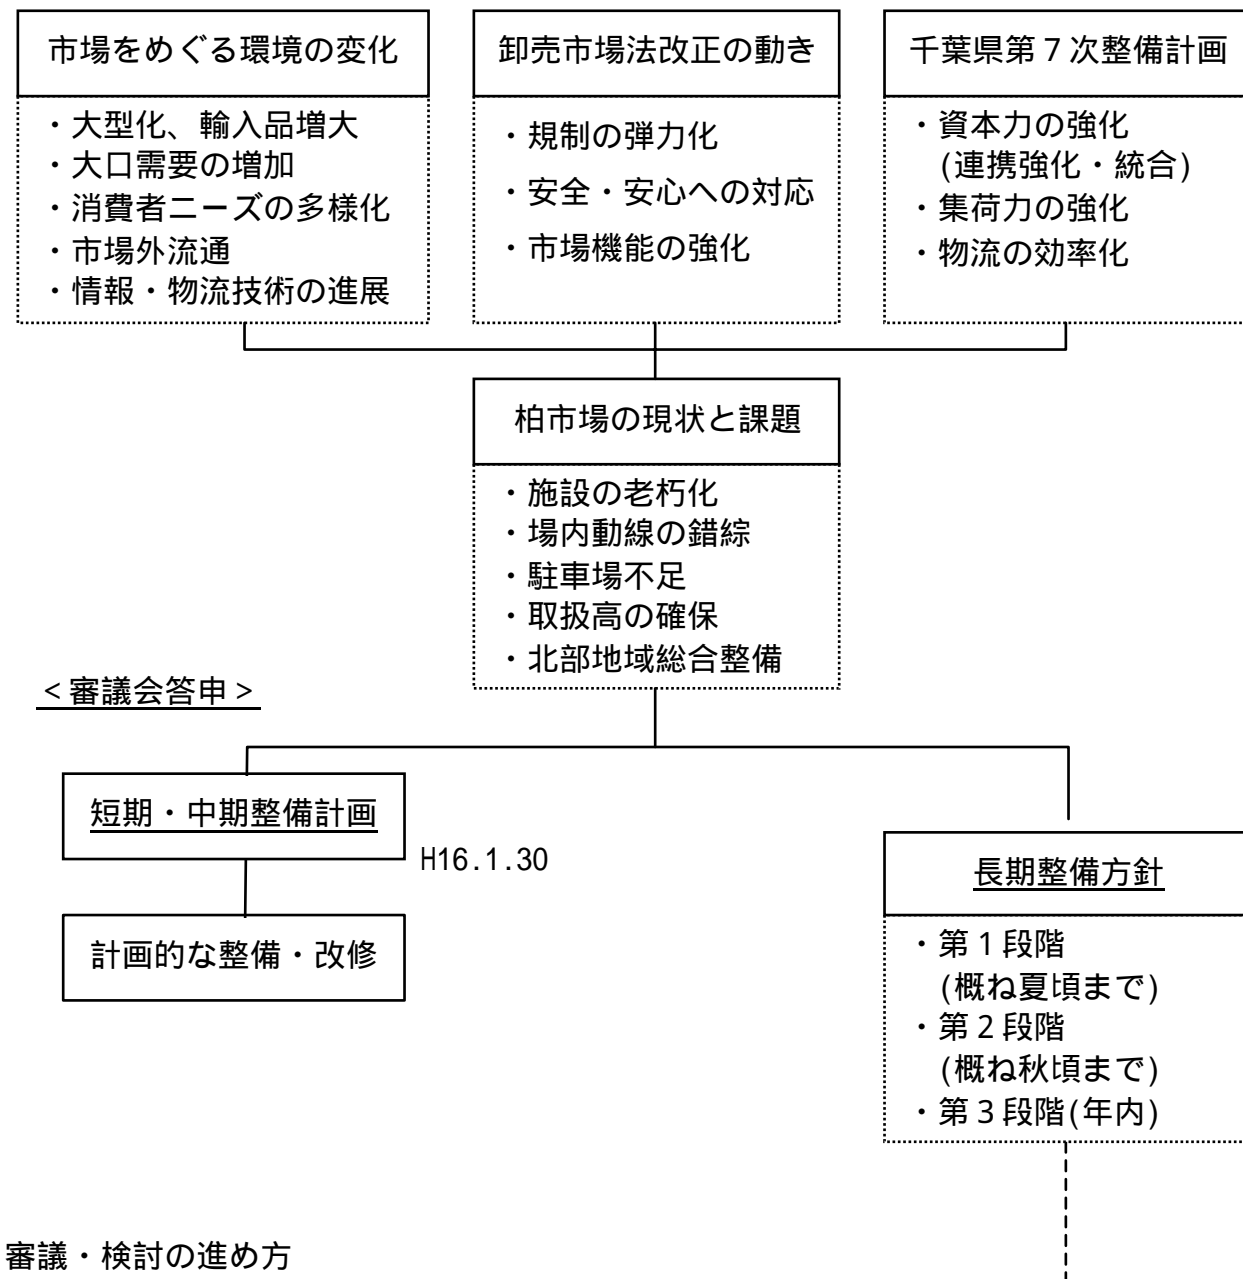 市場をめぐる環境の変化
・大型化、輸入品増大
・大口需要の増加
・消費者ニーズの多様化
・市場外流通
・情報・物流技術の進展
卸売市場法改正の動き
・規制の弾力化
・安全・安心への対応
・市場機能の強化
千葉県第７次整備計画
・資本力の強化
(連携強化・統合)
・集荷力の強化
・物流の効率化
柏市場の現状と課題
・施設の老朽化
・場内動線の錯綜
・駐車場不足
・取扱高の確保
・北部地域総合整備
＜審議会答申＞
短期・中期整備計画
H16.1.30
計画的な整備・改修
長期整備方針
・第１段階
(概ね夏頃まで)
・第２段階
(概ね秋頃まで)
・第３段階(年内)
審議・検討の進め方